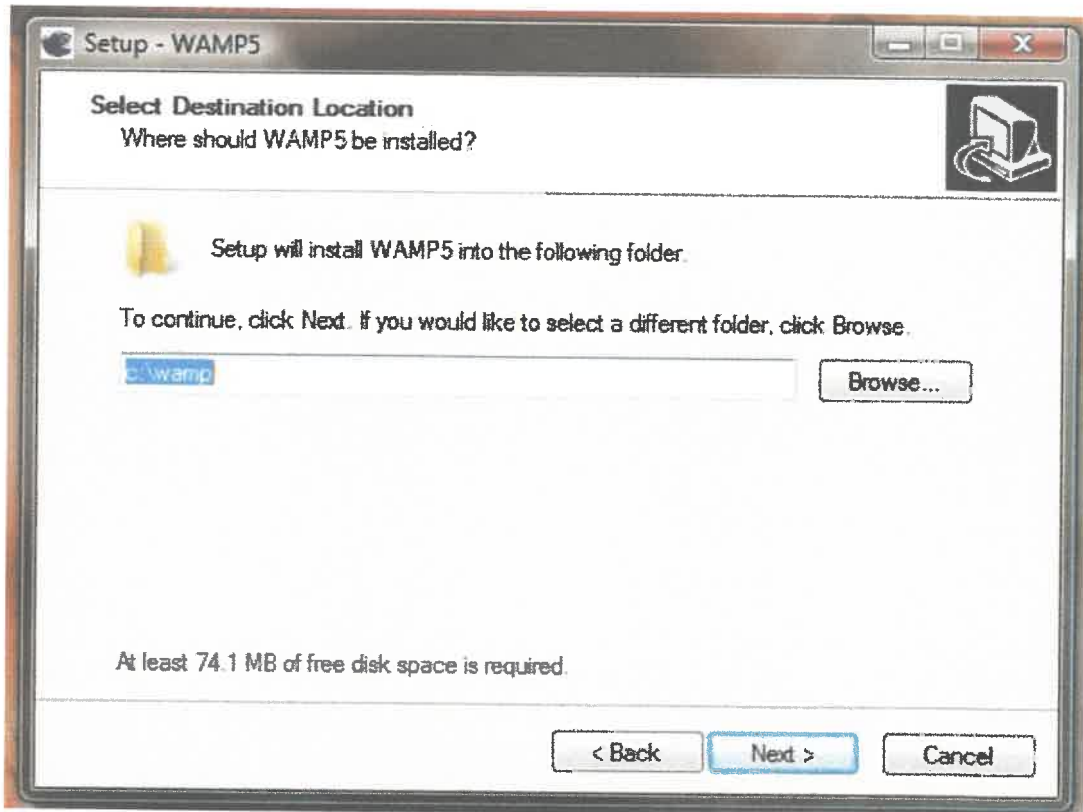 Setup - WAMP5
Select Destination Location
Where should WAMP5 be installed?
Setup will install WAMP5 into the following folder.
To continue, click Next. If you would like to select a different folder, click Browse.
c:\wamp
Browse...
At least 74.1 MB of free disk space is required.
< Back
Next >
Cancel